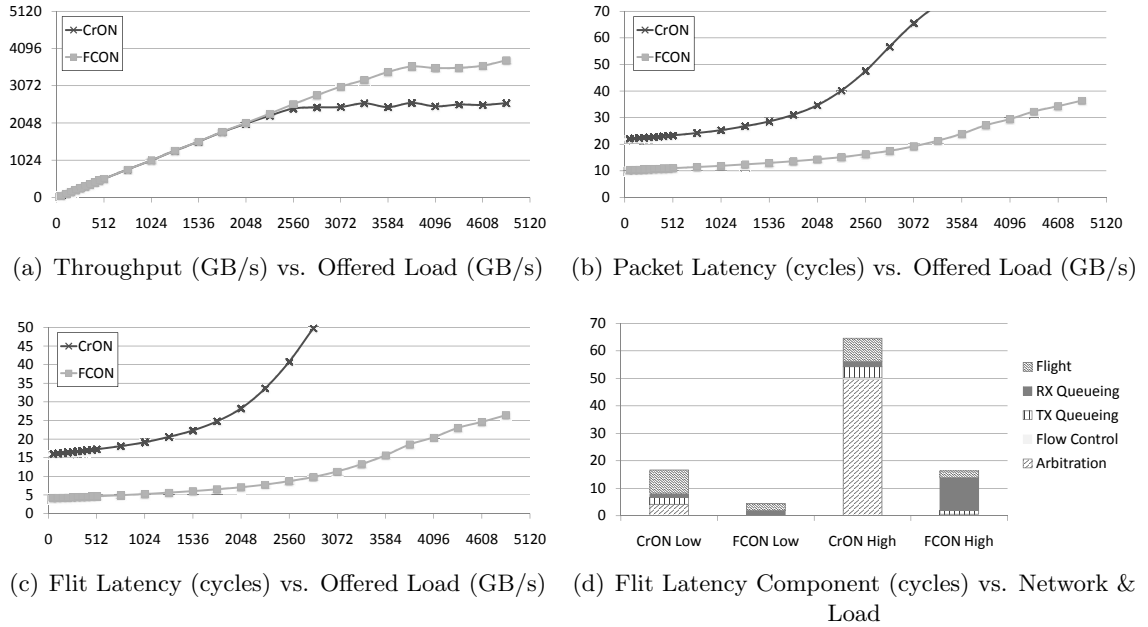 5120
4096
3072
2048
1024
0
CrON
FCON
0 512 1024 1536 2048 2560 3072 3584 4096 4608 5120
(a) Throughput (GB/s) vs. Offered Load (GB/s)
70
60
50
40
30
20
10
0
CrON
FCON
0 512 1024 1536 2048 2560 3072 3584 4096 4608 5120
(b) Packet Latency (cycles) vs. Offered Load (GB/s)
50
45
40
35
30
25
20
15
10
5
0
CrON
FCON
0 512 1024 1536 2048 2560 3072 3584 4096 4608 5120
(c) Flit Latency (cycles) vs. Offered Load (GB/s)
70
60
50
40
30
20
10
0
CrON Low FCON Low CrON High FCON High
Flight
RX Queueing
TX Queueing
Flow Control
Arbitration
(d) Flit Latency Component (cycles) vs. Network &
Load